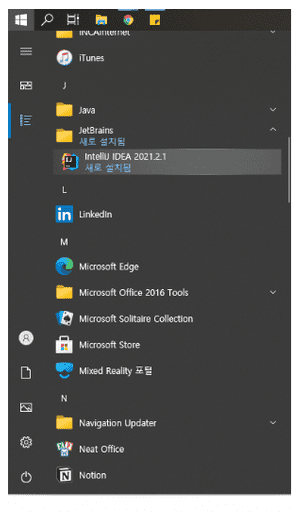 INCAInternet
iTunes
J
Java
JetBrains
새로 설치됨
IntelliJ IDEA 2021.2.1
새로 설치됨
L
LinkedIn
M
Microsoft Edge
Microsoft Office 2016 Tools
Microsoft Solitaire Collection
Microsoft Store
Mixed Reality 포털
N
Navigation Updater
Neat Office
Notion